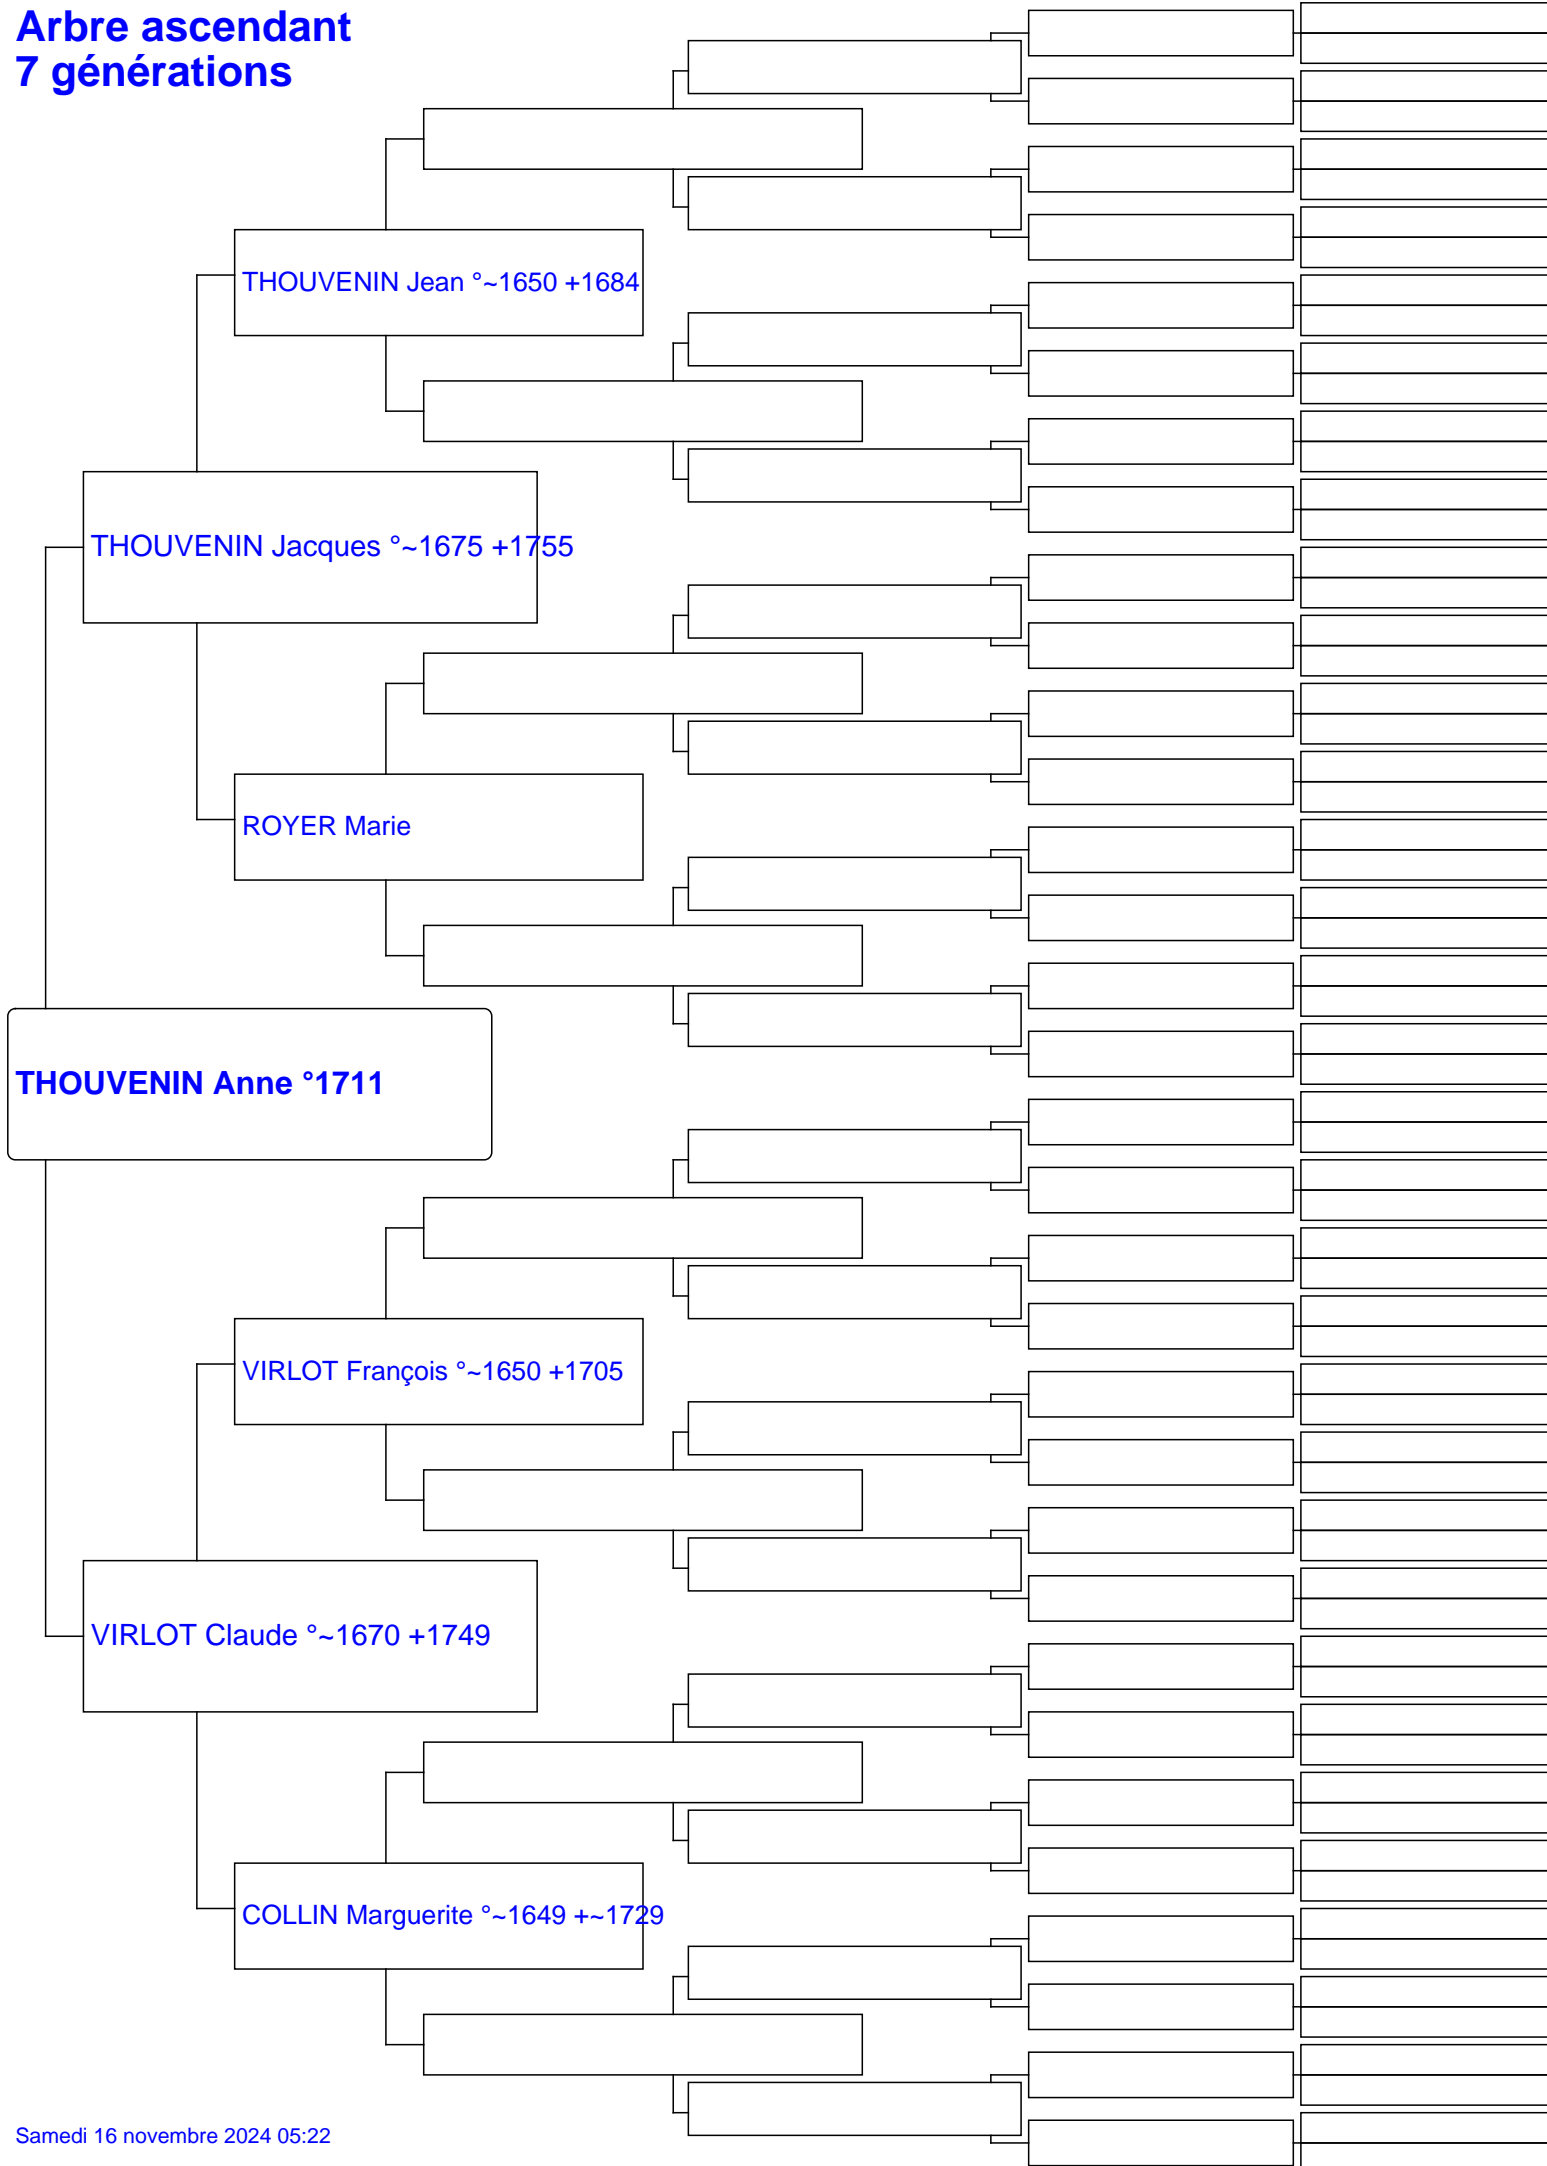 Arbre ascendant
7 générations
THOUVENIN Jean °~1650 +1684
THOUVENIN Jacques °~1675 +1755
ROYER Marie
THOUVENIN Anne °1711
VIRLOT François °~1650 +1705
VIRLOT Claude °~1670 +1749
COLLIN Marguerite °~1649 +~1729
Samedi 16 novembre 2024 05:22